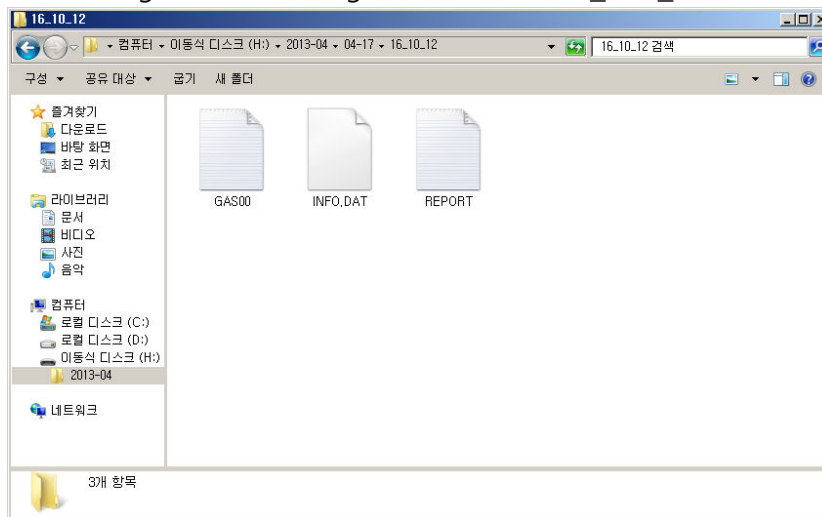 16_10_12
컴퓨터 이동식 디스크 (H:) 2013-04 04-17 16_10_12
16_10_12 검색
구성 공유 대상 굽기 새 폴더
즐겨찾기
다운로드
바탕 화면
최근 위치
라이브러리
문서
비디오
사진
음악
컴퓨터
로컬 디스크 (C:)
로컬 디스크 (D:)
이동식 디스크 (H:)
2013-04
네트워크
GAS00 INFO.DAT REPORT
3개 항목